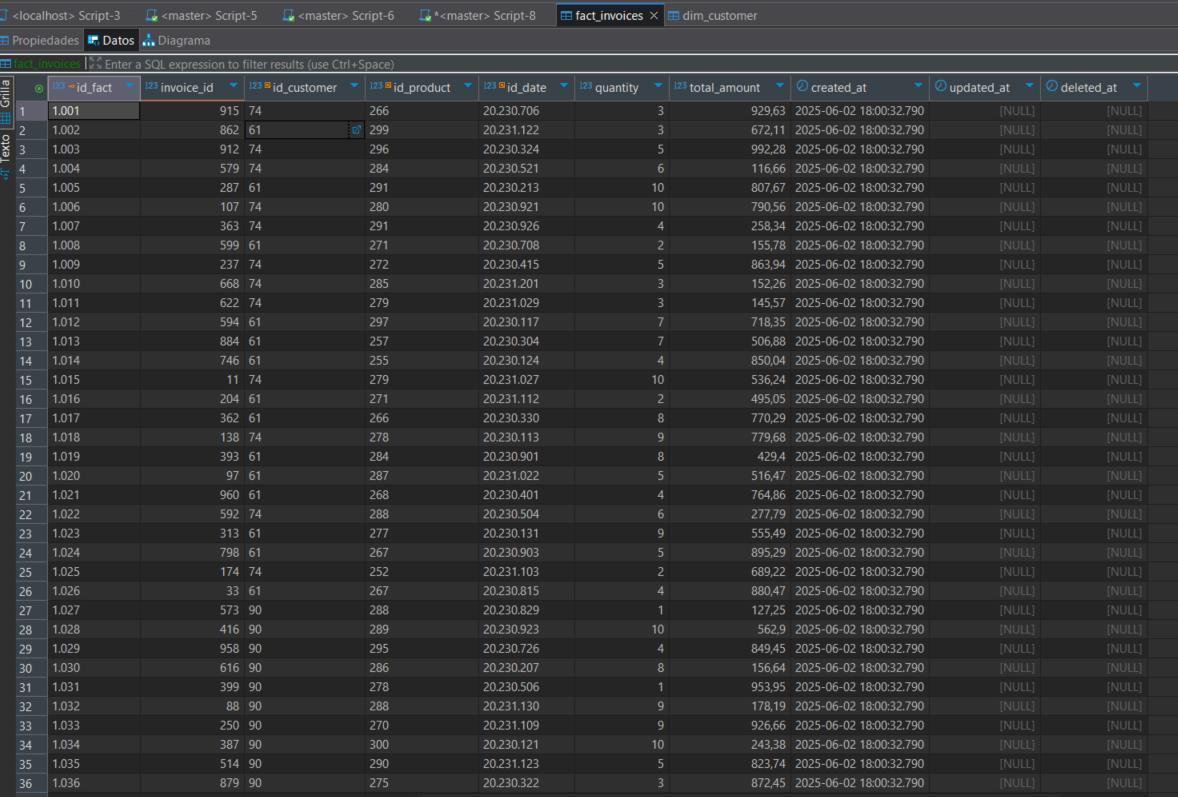 <localhost> Script-3 <master> Script-5 <master> Script-6 *<master> Script-8 fact_invoices dim_customer
Propiedades Datos Diagrama
fact_invoices Enter a SQL expression to filter results (use Ctrl+Space)
Grilla
Texto
123 id_fact 123 invoice_id 123 id_customer 123 id_product 123 id_date 123 quantity 123 total_amount created_at updated_at deleted_at
1 1.001 915 74 266 20.230.706 3 929,63 2025-06-02 18:00:32.790 [NULL] [NULL]
2 1.002 862 61 299 20.231.122 3 672,11 2025-06-02 18:00:32.790 [NULL] [NULL]
3 1.003 912 74 296 20.230.324 5 992,28 2025-06-02 18:00:32.790 [NULL] [NULL]
4 1.004 579 74 284 20.230.521 6 116,66 2025-06-02 18:00:32.790 [NULL] [NULL]
5 1.005 287 61 291 20.230.213 10 807,67 2025-06-02 18:00:32.790 [NULL] [NULL]
6 1.006 107 74 280 20.230.921 10 790,56 2025-06-02 18:00:32.790 [NULL] [NULL]
7 1.007 363 74 291 20.230.926 4 258,34 2025-06-02 18:00:32.790 [NULL] [NULL]
8 1.008 599 61 271 20.230.708 2 155,78 2025-06-02 18:00:32.790 [NULL] [NULL]
9 1.009 237 74 272 20.230.415 5 863,94 2025-06-02 18:00:32.790 [NULL] [NULL]
10 1.010 668 74 285 20.231.201 3 152,26 2025-06-02 18:00:32.790 [NULL] [NULL]
11 1.011 622 74 279 20.231.029 3 145,57 2025-06-02 18:00:32.790 [NULL] [NULL]
12 1.012 594 61 297 20.230.117 7 718,35 2025-06-02 18:00:32.790 [NULL] [NULL]
13 1.013 884 61 257 20.230.304 7 506,88 2025-06-02 18:00:32.790 [NULL] [NULL]
14 1.014 746 61 255 20.230.124 4 850,04 2025-06-02 18:00:32.790 [NULL] [NULL]
15 1.015 11 74 279 20.231.027 10 536,24 2025-06-02 18:00:32.790 [NULL] [NULL]
16 1.016 204 61 271 20.231.112 2 495,05 2025-06-02 18:00:32.790 [NULL] [NULL]
17 1.017 362 61 266 20.230.330 8 770,29 2025-06-02 18:00:32.790 [NULL] [NULL]
18 1.018 138 74 278 20.230.113 9 779,68 2025-06-02 18:00:32.790 [NULL] [NULL]
19 1.019 393 61 284 20.230.901 8 429,4 2025-06-02 18:00:32.790 [NULL] [NULL]
20 1.020 97 61 287 20.231.022 5 516,47 2025-06-02 18:00:32.790 [NULL] [NULL]
21 1.021 960 61 268 20.230.401 4 764,86 2025-06-02 18:00:32.790 [NULL] [NULL]
22 1.022 592 74 288 20.230.504 6 277,79 2025-06-02 18:00:32.790 [NULL] [NULL]
23 1.023 313 61 277 20.230.131 9 555,49 2025-06-02 18:00:32.790 [NULL] [NULL]
24 1.024 798 61 267 20.230.903 5 895,29 2025-06-02 18:00:32.790 [NULL] [NULL]
25 1.025 174 74 252 20.231.103 2 689,22 2025-06-02 18:00:32.790 [NULL] [NULL]
26 1.026 33 61 267 20.230.815 4 880,47 2025-06-02 18:00:32.790 [NULL] [NULL]
27 1.027 573 90 288 20.230.829 1 127,25 2025-06-02 18:00:32.790 [NULL] [NULL]
28 1.028 416 90 289 20.230.923 10 562,9 2025-06-02 18:00:32.790 [NULL] [NULL]
29 1.029 958 90 295 20.230.726 4 849,45 2025-06-02 18:00:32.790 [NULL] [NULL]
30 1.030 616 90 286 20.230.207 8 156,64 2025-06-02 18:00:32.790 [NULL] [NULL]
31 1.031 399 90 278 20.230.506 1 953,95 2025-06-02 18:00:32.790 [NULL] [NULL]
32 1.032 88 90 288 20.231.130 9 178,19 2025-06-02 18:00:32.790 [NULL] [NULL]
33 1.033 250 90 270 20.231.109 9 926,66 2025-06-02 18:00:32.790 [NULL] [NULL]
34 1.034 387 90 300 20.230.121 10 243,38 2025-06-02 18:00:32.790 [NULL] [NULL]
35 1.035 514 90 290 20.231.123 5 823,74 2025-06-02 18:00:32.790 [NULL] [NULL]
36 1.036 879 90 275 20.230.322 3 872,45 2025-06-02 18:00:32.790 [NULL] [NULL]